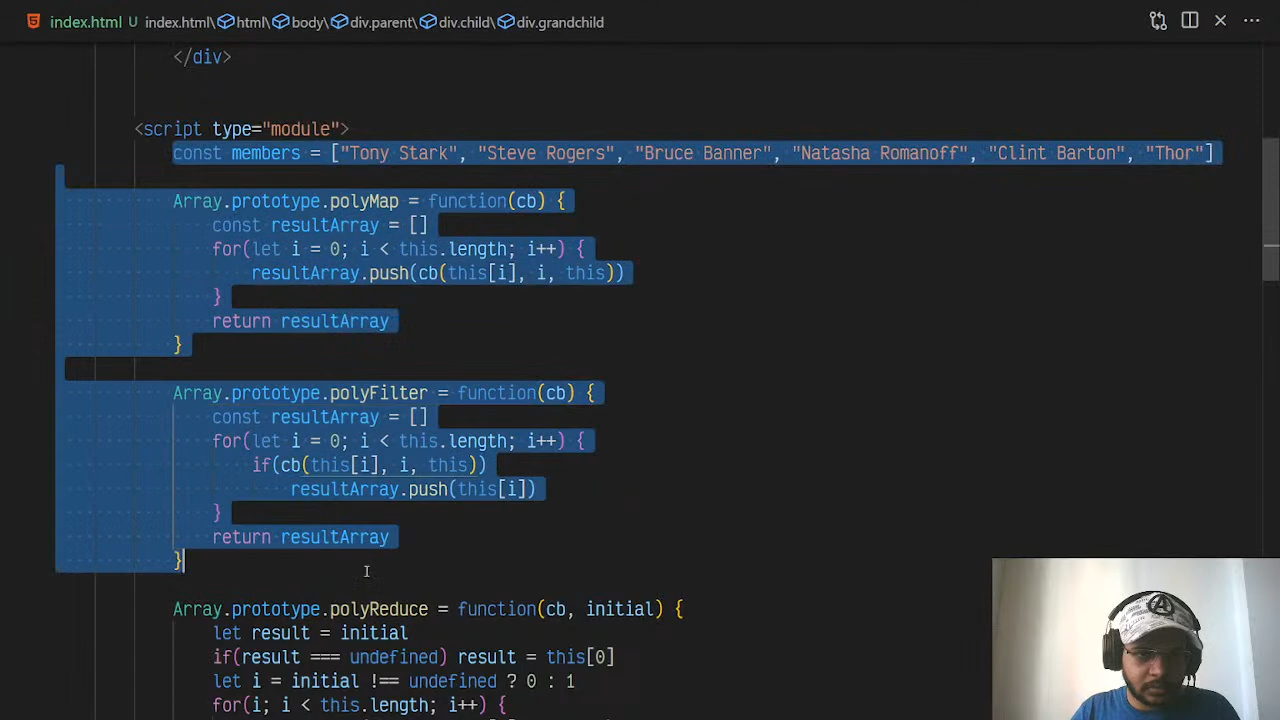 index.html U index.html\html\body\div.parent\div.child\div.grandchild
</div>
<script type="module">
const members = ["Tony Stark", "Steve Rogers", "Bruce Banner", "Natasha Romanoff", "Clint Barton", "Thor"]
Array.prototype.polyMap = function(cb) {
const resultArray = []
for(let i = 0; i < this.length; i++) {
resultArray.push(cb(this[i], i, this))
}
return resultArray
}
Array.prototype.polyFilter = function(cb) {
const resultArray = []
for(let i = 0; i < this.length; i++) {
if(cb(this[i], i, this))
resultArray.push(this[i])
}
return resultArray
}
Array.prototype.polyReduce = function(cb, initial) {
let result = initial
if(result === undefined) result = this[0]
let i = initial !== undefined ? 0 : 1
for(i; i < this.length; i++) {